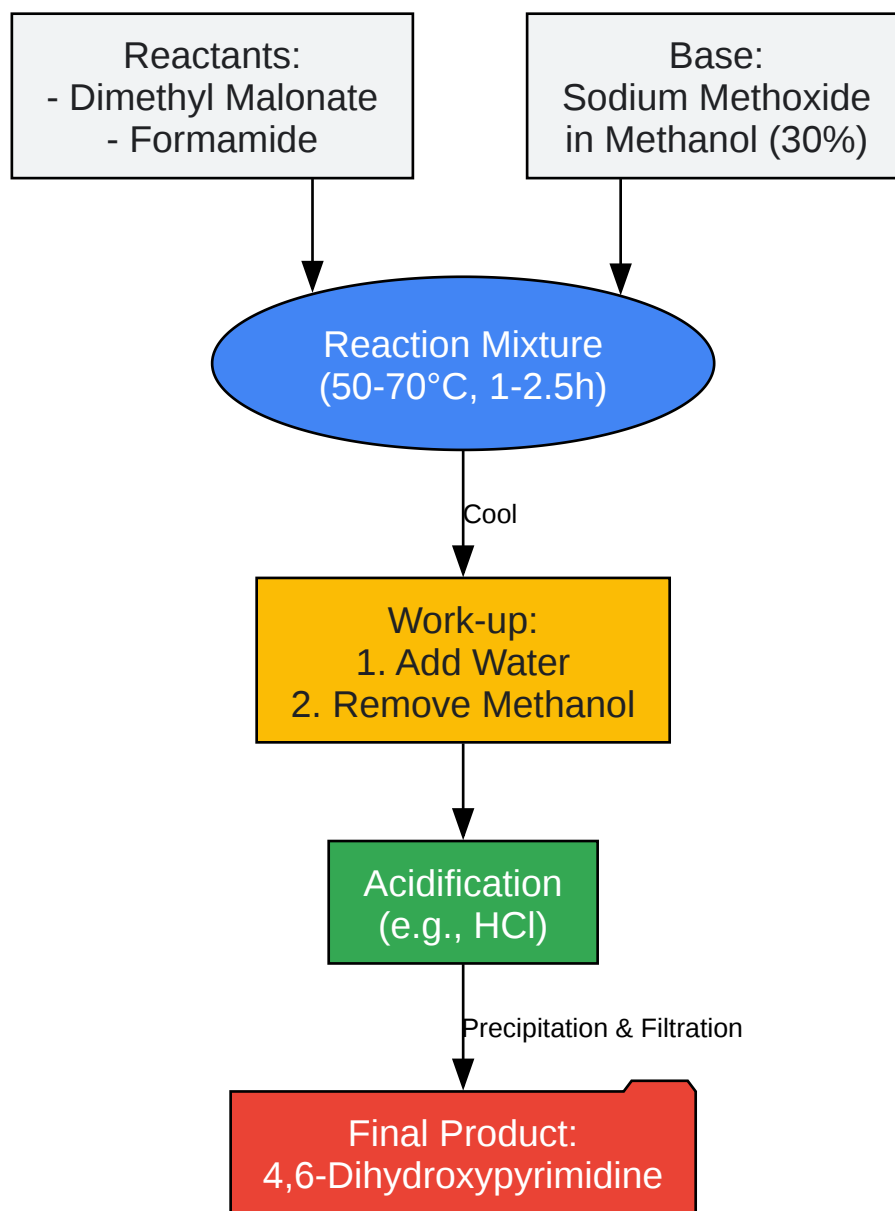 Reactants:
- Dimethyl Malonate
- Formamide
Base:
Sodium Methoxide
in Methanol (30%)
Reaction Mixture
(50-70°C, 1-2.5h)
Cool
Work-up:
1. Add Water
2. Remove Methanol
Acidification
(e.g., HCl)
Precipitation & Filtration
Final Product:
4,6-Dihydroxypyrimidine